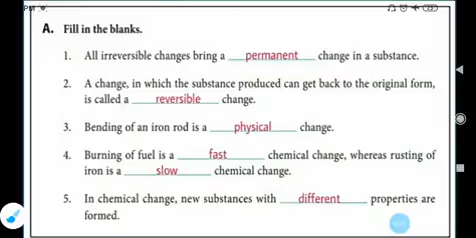 PM
A. Fill in the blanks.
1. All irreversible changes bring a permanent change in a substance.
2. A change, in which the substance produced can get back to the original form,
is called a reversible change.
3. Bending of an iron rod is a physical change.
4. Burning of fuel is a fast chemical change, whereas rusting of
iron is a slow chemical change.
5. In chemical change, new substances with different properties are
formed.